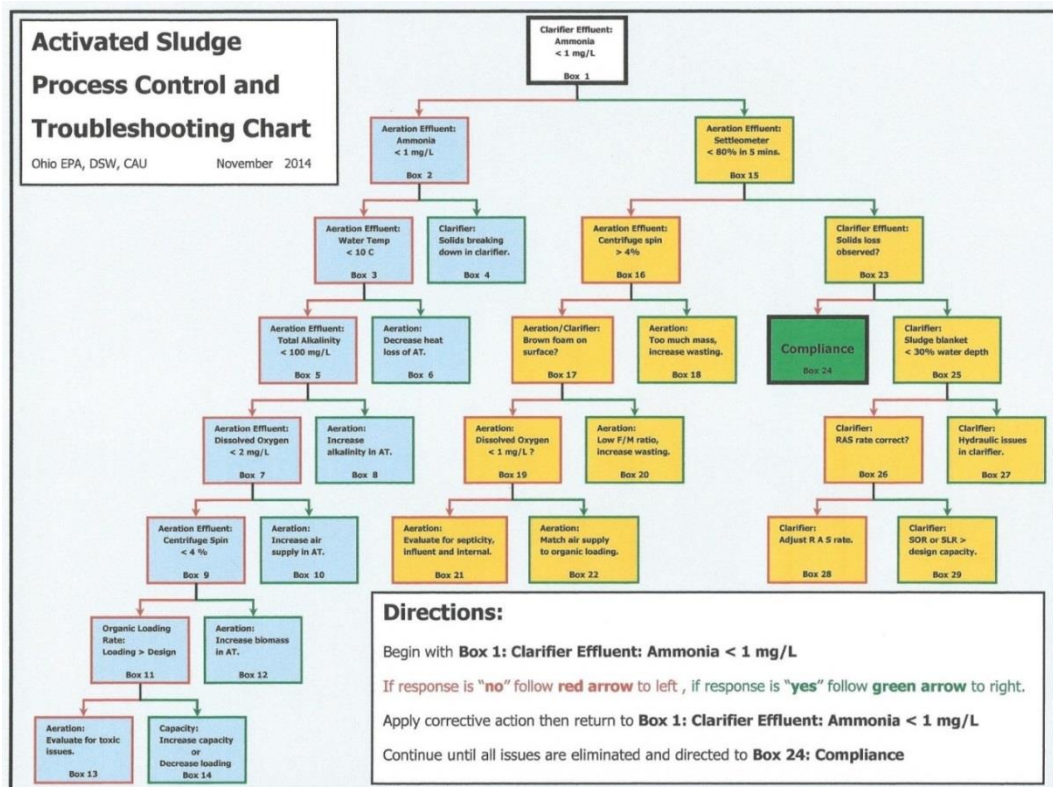 Activated Sludge
Process Control and
Troubleshooting Chart
Ohio EPA, DSW, CAU November 2014
Clarifier Effluent:
Ammonia
< 1 mg/L
Box 1
Aeration Effluent:
Ammonia
< 1 mg/L
Box 2
Aeration Effluent:
Settleometer
< 80% in 5 mins.
Box 15
Aeration Effluent:
Water Temp
< 10 C
Box 3
Clarifier:
Solids breaking
down in clarifier.
Box 4
Aeration Effluent:
Centrifuge spin
> 4%
Box 16
Clarifier Effluent:
Solids loss
observed?
Box 23
Aeration Effluent:
Total Alkalinity
< 100 mg/L
Box 5
Aeration:
Decrease heat
loss of AT.
Box 6
Aeration/Clarifier:
Brown foam on
surface?
Box 17
Aeration:
Too much mass,
increase wasting.
Box 18
Compliance
Box 24
Clarifier:
Sludge blanket
< 30% water depth
Box 25
Aeration Effluent:
Dissolved Oxygen
< 2 mg/L
Box 7
Aeration:
Increase
alkalinity in AT.
Box 8
Aeration:
Dissolved Oxygen
< 1 mg/L ?
Box 19
Aeration:
Low F/M ratio,
increase wasting.
Box 20
Clarifier:
RAS rate correct?
Box 26
Clarifier:
Hydraulic issues
in clarifier.
Box 27
Aeration Effluent:
Centrifuge Spin
< 4 %
Box 9
Aeration:
Increase air
supply in AT.
Box 10
Aeration:
Evaluate for septicity,
influent and internal.
Box 21
Aeration:
Match air supply
to organic loading.
Box 22
Clarifier:
Adjust R A S rate.
Box 28
Clarifier:
SOR or SLR >
design capacity.
Box 29
Organic Loading
Rate:
Loading > Design
Box 11
Aeration:
Increase biomass
in AT.
Box 12
Aeration:
Evaluate for toxic
issues.
Box 13
Capacity:
Increase capacity
or
Decrease loading
Box 14
Directions:
Begin with Box 1: Clarifier Effluent: Ammonia < 1 mg/L
If response is "no" follow red arrow to left , if response is "yes" follow green arrow to right.
Apply corrective action then return to Box 1: Clarifier Effluent: Ammonia < 1 mg/L
Continue until all issues are eliminated and directed to Box 24: Compliance